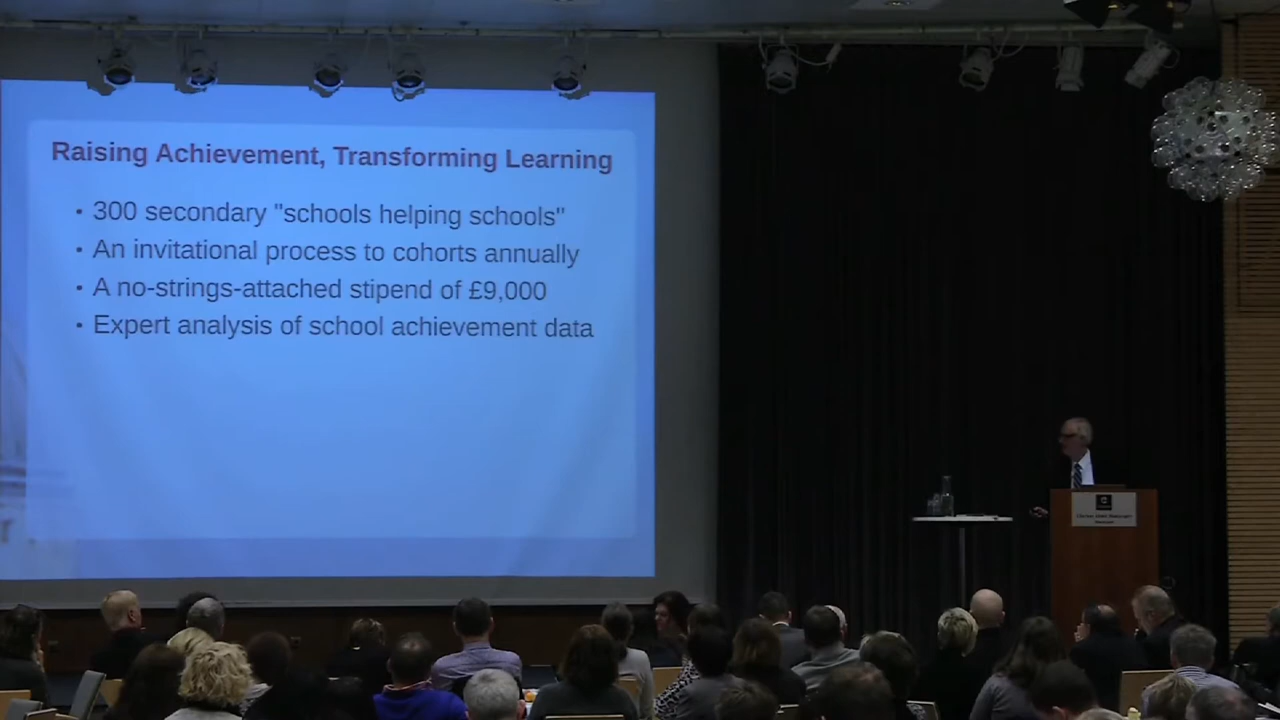 Raising Achievement, Transforming Learning
• 300 secondary "schools helping schools"
• An invitational process to cohorts annually
• A no-strings-attached stipend of £9,000
• Expert analysis of school achievement data